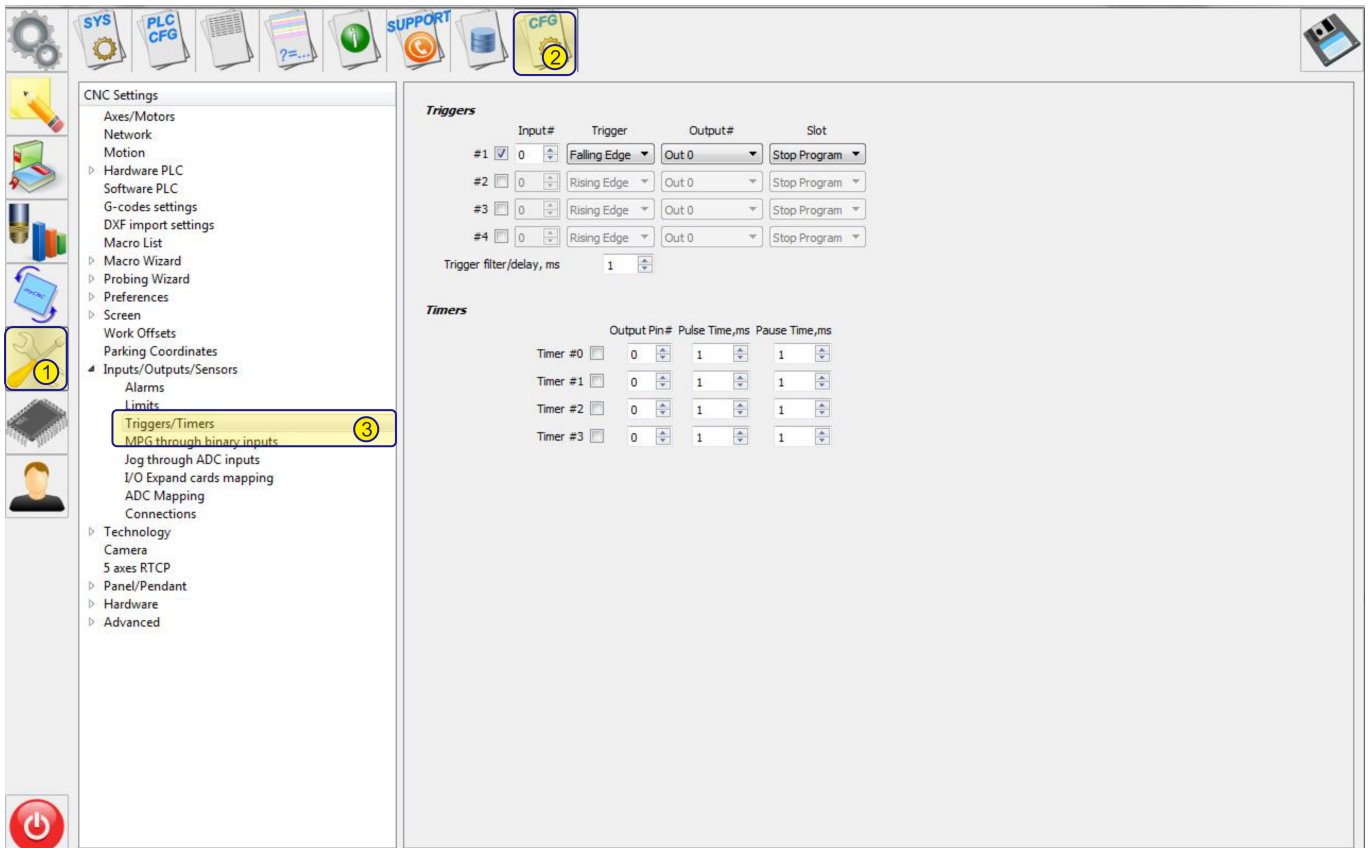 SYS
PLC
CFG
?=...
SUPPORT
CFG
2
CNC Settings
Axes/Motors
Network
Motion
Hardware PLC
Software PLC
G-codes settings
DXF import settings
Macro List
Macro Wizard
Probing Wizard
Preferences
Screen
Work Offsets
Parking Coordinates
Inputs/Outputs/Sensors
Alarms
Limits
Triggers/Timers
MPG through binary inputs
Jog through ADC inputs
I/O Expand cards mapping
ADC Mapping
Connections
Technology
Camera
5 axes RTCP
Panel/Pendant
Hardware
Advanced
myCNC
1
3
Triggers
Input# Trigger Output# Slot
#1 0 Falling Edge Out 0 Stop Program
#2 0 Rising Edge Out 0 Stop Program
#3 0 Rising Edge Out 0 Stop Program
#4 0 Rising Edge Out 0 Stop Program
Trigger filter/delay, ms 1
Timers
Output Pin# Pulse Time,ms Pause Time,ms
Timer #0 0 1 1
Timer #1 0 1 1
Timer #2 0 1 1
Timer #3 0 1 1